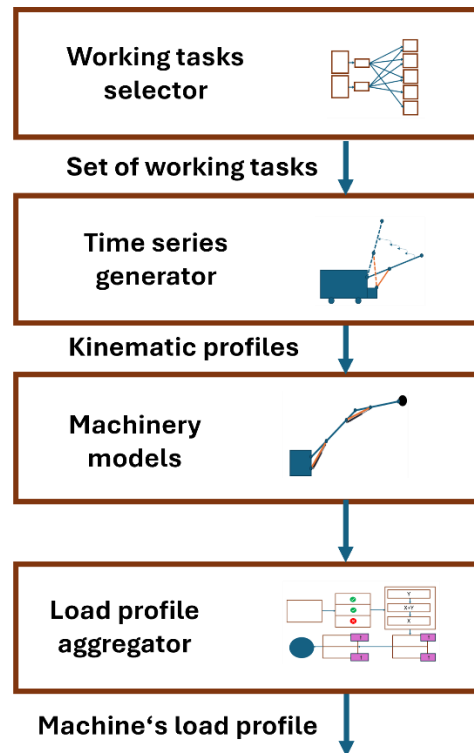 Working tasks
selector
Set of working tasks
Time series
generator
Kinematic profiles
Machinery
models
Load profile
aggregator
Y
X+Y
X
Machine‘s load profile